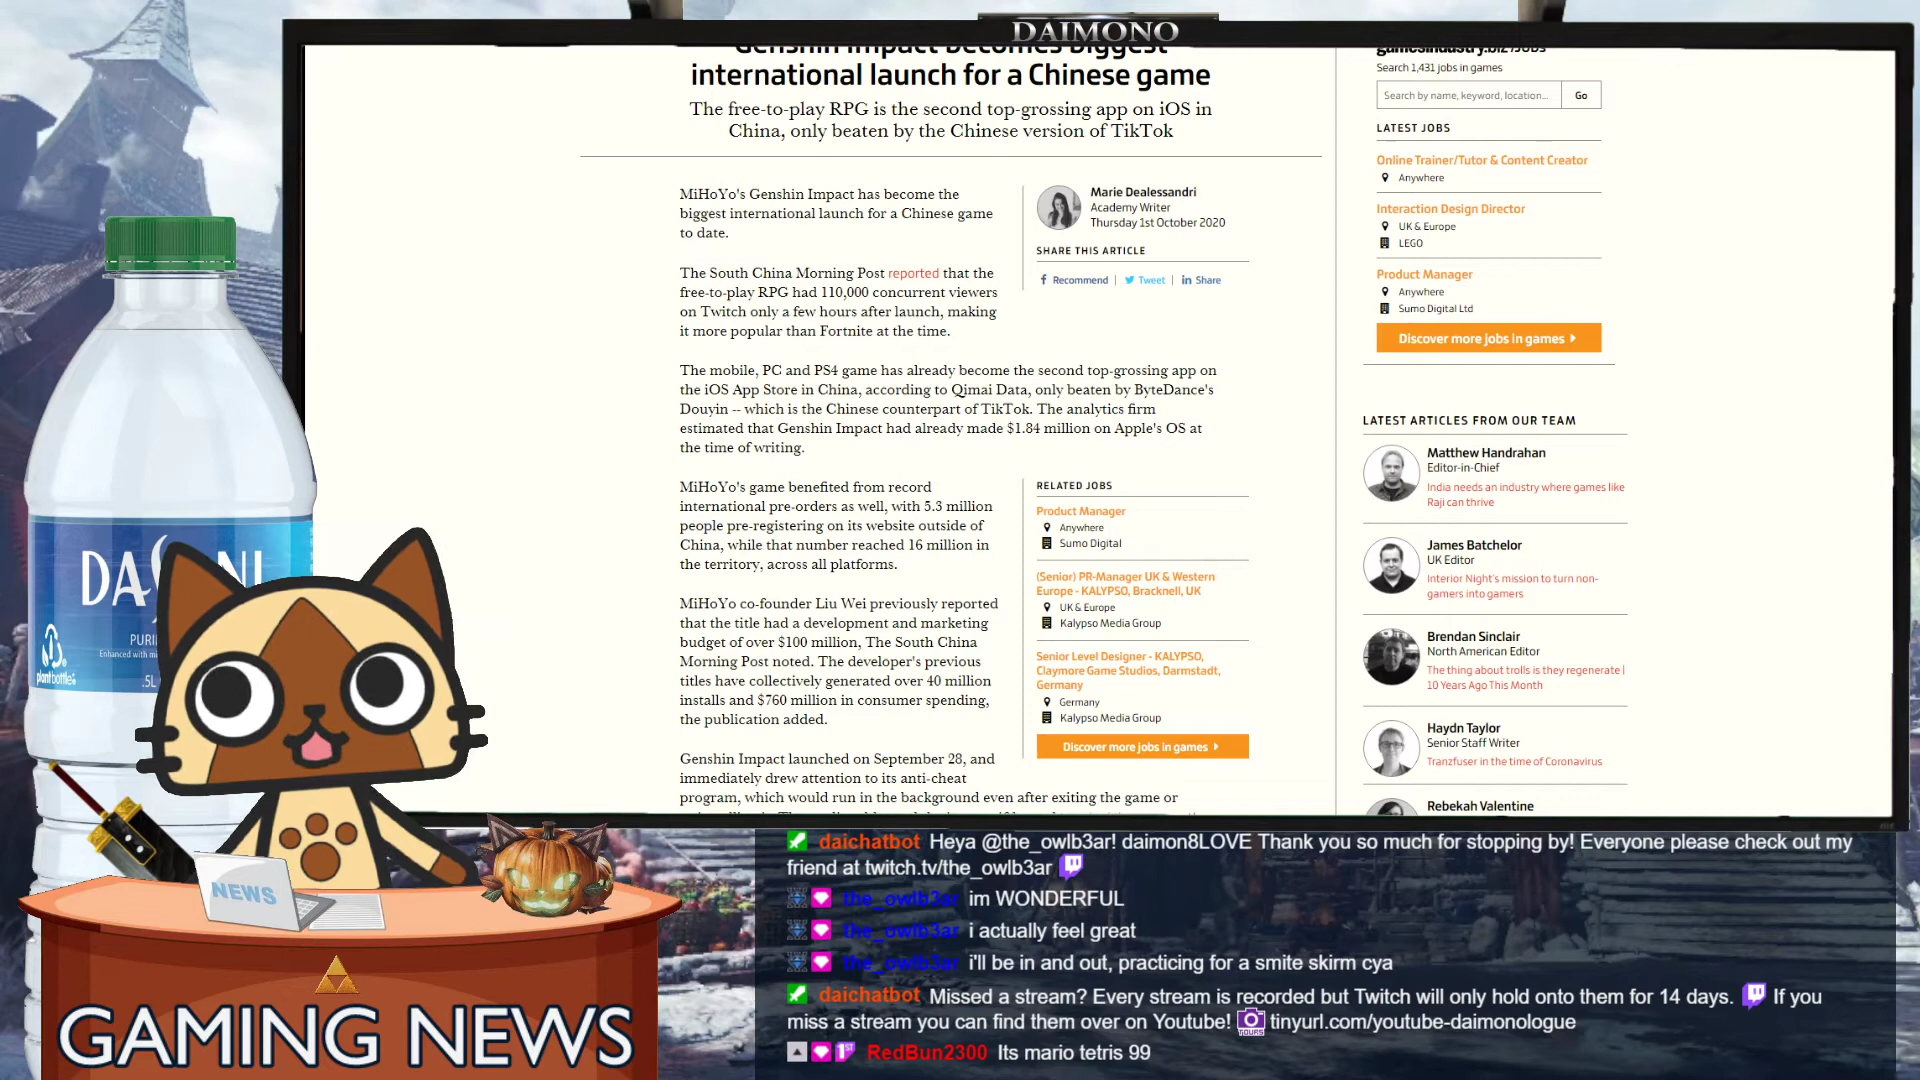 DAIMONO
Genshin Impact becomes biggest
international launch for a Chinese game
The free-to-play RPG is the second top-grossing app on iOS in
China, only beaten by the Chinese version of TikTok
MiHoYo's Genshin Impact has become the
biggest international launch for a Chinese game
to date.
The South China Morning Post reported that the
free-to-play RPG had 110,000 concurrent viewers
on Twitch only a few hours after launch, making
it more popular than Fortnite at the time.
Marie Dealessandri
Academy Writer
Thursday 1st October 2020
SHARE THIS ARTICLE
Recommend | Tweet | in Share
The mobile, PC and PS4 game has already become the second top-grossing app on
the iOS App Store in China, according to Qimai Data, only beaten by ByteDance's
Douyin -- which is the Chinese counterpart of TikTok. The analytics firm
estimated that Genshin Impact had already made $1.84 million on Apple's OS at
the time of writing.
MiHoYo's game benefited from record
international pre-orders as well, with 5.3 million
people pre-registering on its website outside of
China, while that number reached 16 million in
the territory, across all platforms.
MiHoYo co-founder Liu Wei previously reported
that the title had a development and marketing
budget of over $100 million, The South China
Morning Post noted. The developer's previous
titles have collectively generated over 40 million
installs and $760 million in consumer spending,
the publication added.
Genshin Impact launched on September 28, and
immediately drew attention to its anti-cheat
program, which would run in the background even after exiting the game or
RELATED JOBS
Product Manager
Anywhere
Sumo Digital
(Senior) PR-Manager UK & Western
Europe - KALYPSO, Bracknell, UK
UK & Europe
Kalypso Media Group
Senior Level Designer - KALYPSO,
Claymore Game Studios, Darmstadt,
Germany
Germany
Kalypso Media Group
Discover more jobs in games
gamesindustry.biz JOBS
Search 1,431 jobs in games
Search by name, keyword, location...
Go
LATEST JOBS
Online Trainer/Tutor & Content Creator
Anywhere
Interaction Design Director
UK & Europe
LEGO
Product Manager
Anywhere
Sumo Digital Ltd
Discover more jobs in games
LATEST ARTICLES FROM OUR TEAM
Matthew Handrahan
Editor-in-Chief
India needs an industry where games like
Raji can thrive
James Batchelor
UK Editor
Interior Night's mission to turn non-
gamers into gamers
Brendan Sinclair
North American Editor
The thing about trolls is they regenerate |
10 Years Ago This Month
Haydn Taylor
Senior Staff Writer
Tranzfuser in the time of Coronavirus
Rebekah Valentine
plantbottle
.5L
NEWS
GAMING NEWS
daichatbot Heya @the_owlb3ar! daimon8LOVE Thank you so much for stopping by! Everyone please check out my
friend at twitch.tv/the_owlb3ar
the_owlb3ar im WONDERFUL
the_owlb3ar i actually feel great
the_owlb3ar i'll be in and out, practicing for a smite skirm cya
daichatbot Missed a stream? Every stream is recorded but Twitch will only hold onto them for 14 days. If you
miss a stream you can find them over on Youtube! tinyurl.com/youtube-daimonologue
1ST RedBun2300 Its mario tetris 99